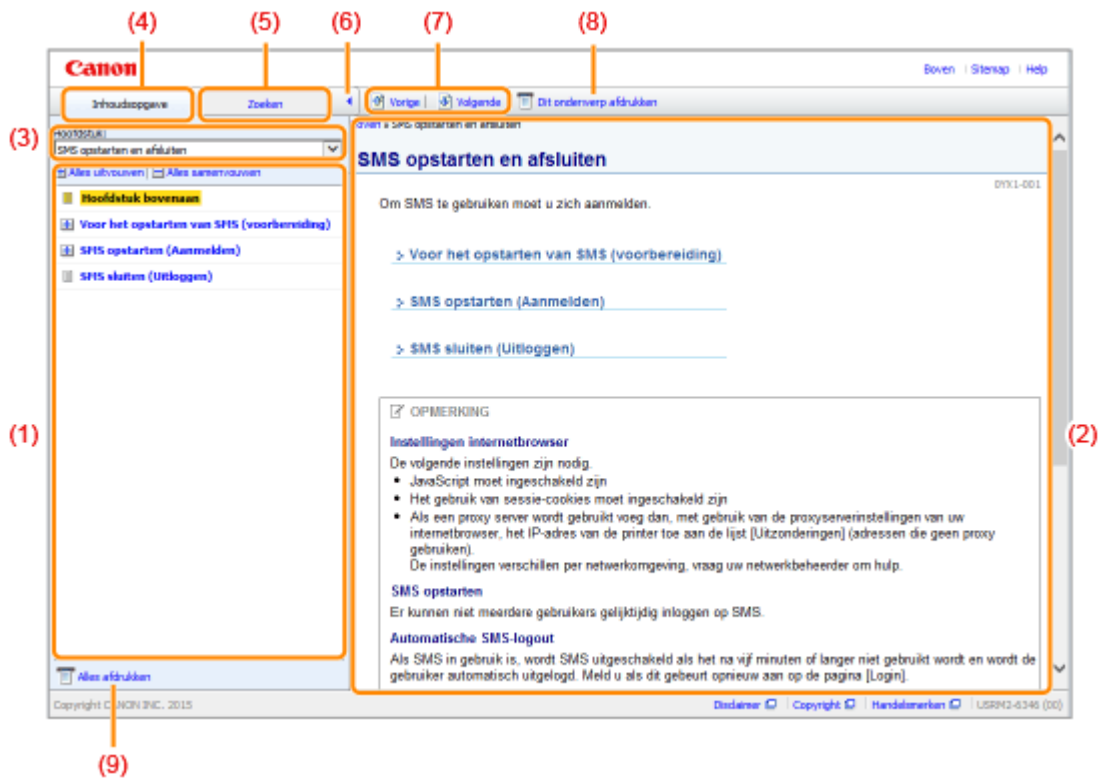 (4) (5) (6) (7) (8)
Canon
Boven | Sitemap | Help
Inhoudsopgave Zoeken Vorige | Volgende Dit onderwerp afdrukken
(3)
Hoofdstuk:
SMS opstarten en afsluiten
Alles uitvouwen | Alles samenvouwen
Hoofdstuk bovenaan
Voor het opstarten van SMS (voorbereiding)
SMS opstarten (Aanmelden)
SMS sluiten (Uitloggen)
(1)
Alles afdrukken
Boven » SMS opstarten en afsluiten
SMS opstarten en afsluiten
0YX1-001
Om SMS te gebruiken moet u zich aanmelden.
Voor het opstarten van SMS (voorbereiding)
SMS opstarten (Aanmelden)
SMS sluiten (Uitloggen)
OPMERKING
Instellingen internetbrowser
De volgende instellingen zijn nodig.
• JavaScript moet ingeschakeld zijn
• Het gebruik van sessie-cookies moet ingeschakeld zijn
• Als een proxy server wordt gebruikt voeg dan, met gebruik van de proxyserverinstellingen van uw
internetbrowser, het IP-adres van de printer toe aan de lijst [Uitzonderingen] (adressen die geen proxy
gebruiken).
De instellingen verschillen per netwerkomgeving, vraag uw netwerkbeheerder om hulp.
(2)
SMS opstarten
Er kunnen niet meerdere gebruikers gelijktijdig inloggen op SMS.
Automatische SMS-logout
Als SMS in gebruik is, wordt SMS uitgeschakeld als het na vijf minuten of langer niet gebruikt wordt en wordt de
gebruiker automatisch uitgelogd. Meld u als dit gebeurt opnieuw aan op de pagina [Login].
Copyright CANON INC. 2015
Disclaimer | Copyright | Handelsmerken | USRM2-6346 (00)
(9)